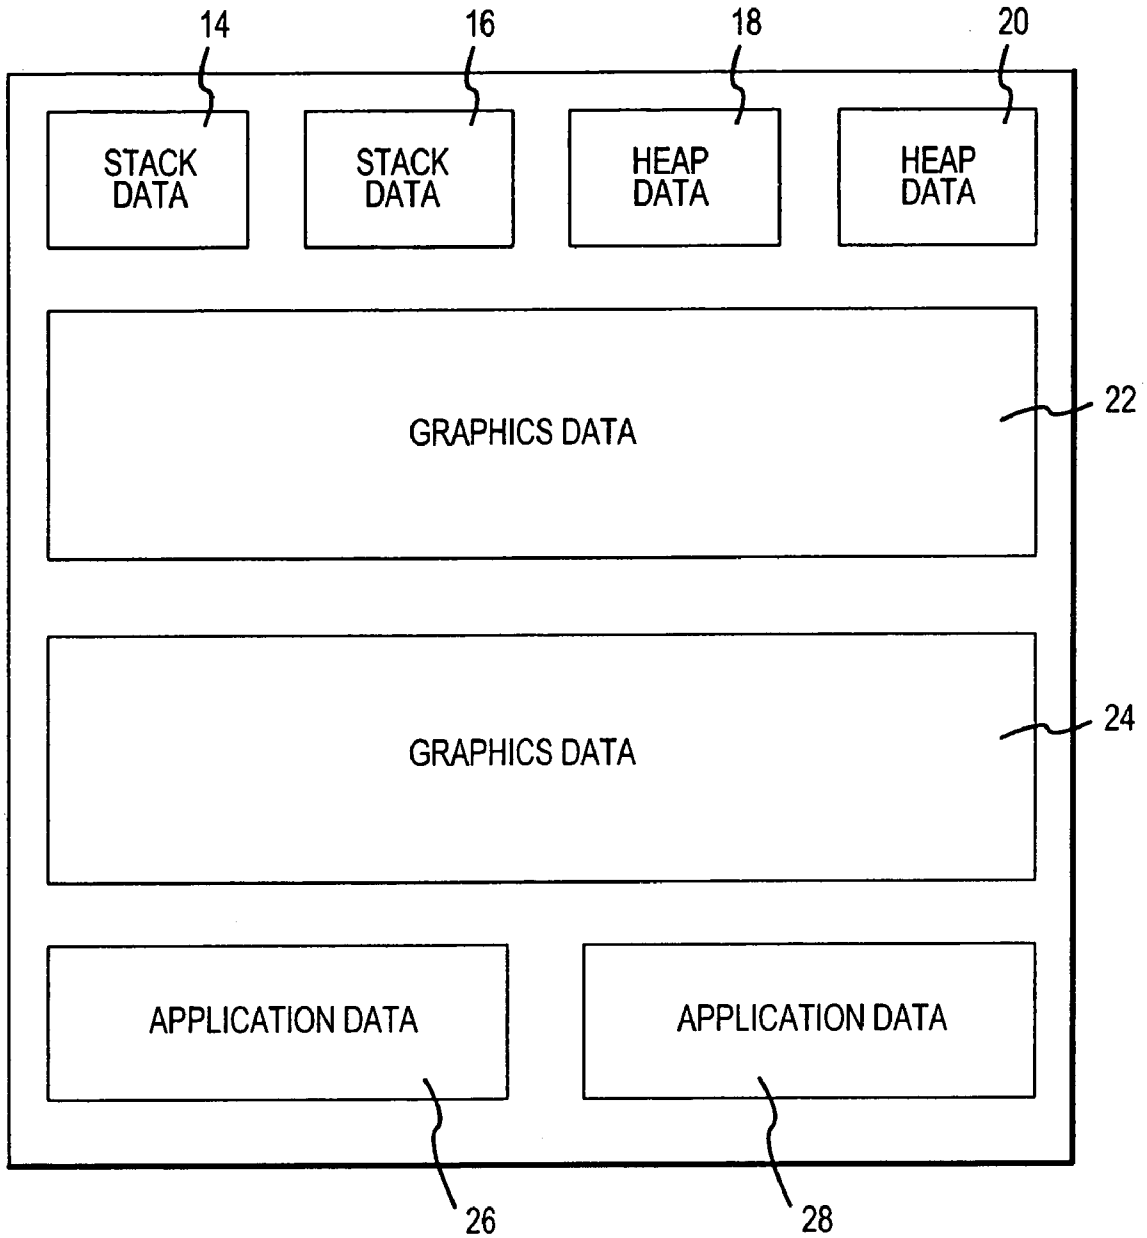 14
16
18
20
STACK
DATA
STACK
DATA
HEAP
DATA
HEAP
DATA
22
GRAPHICS DATA
24
GRAPHICS DATA
APPLICATION DATA
APPLICATION DATA
26
28